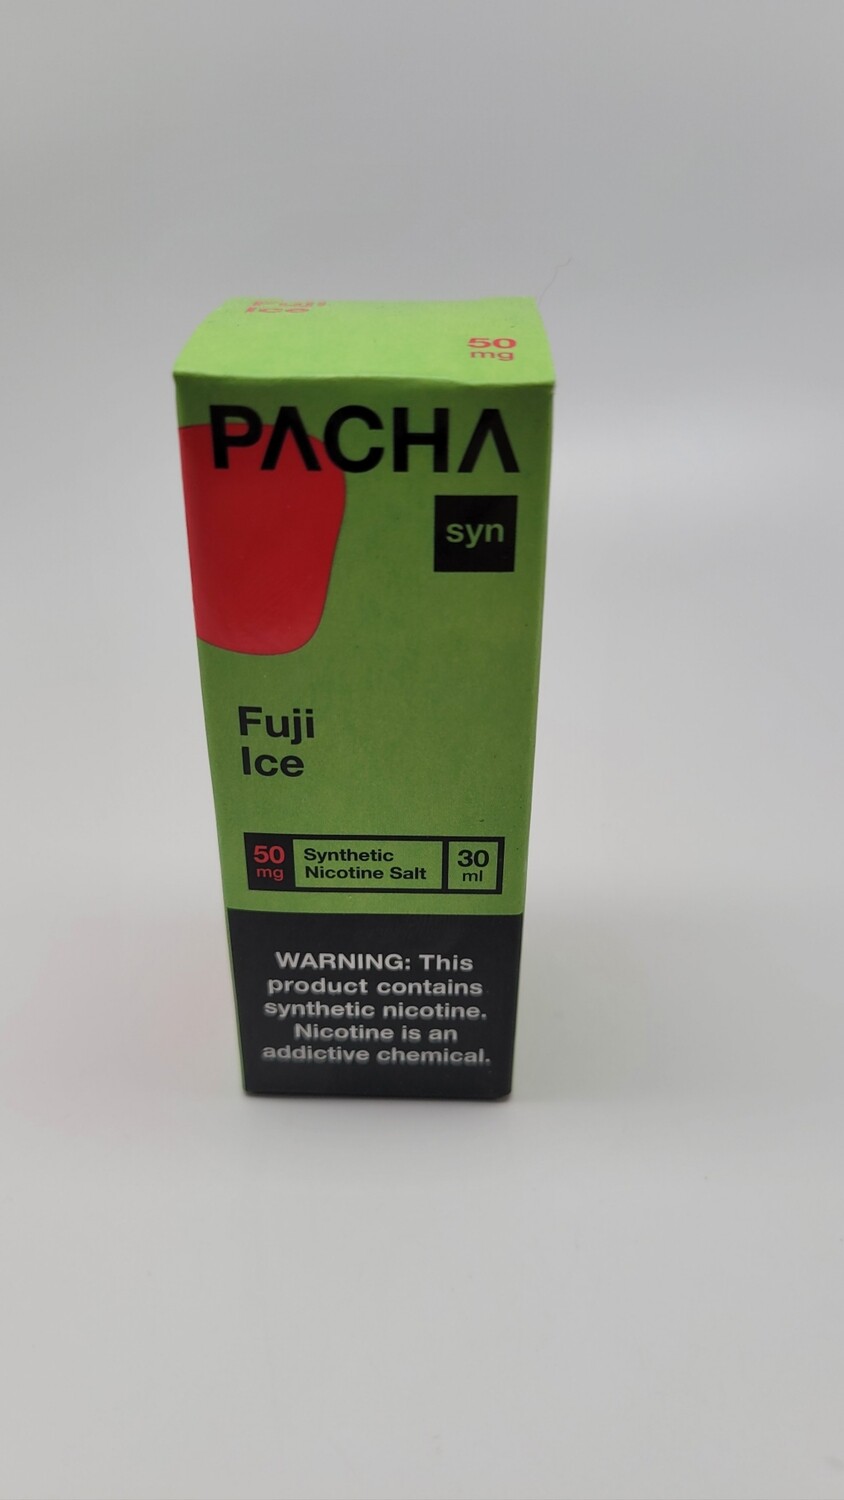 Fuji
Ice
50
mg
PACHA
syn
Fuji
Ice
50
mg
Synthetic
Nicotine Salt
30
ml
WARNING: This
product contains
synthetic nicotine.
Nicotine is an
addictive chemical.